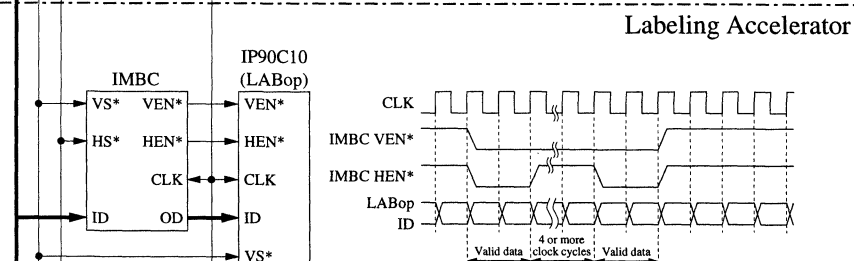 Labeling Accelerator
IP90C10
IMBC (LABop)
VS* VEN* VEN*
HS* HEN* HEN*
CLK CLK
ID OD ID
VS*
CLK
IMBC VEN*
IMBC HEN*
LABop
ID
4 or more
Valid data clock cycles Valid data